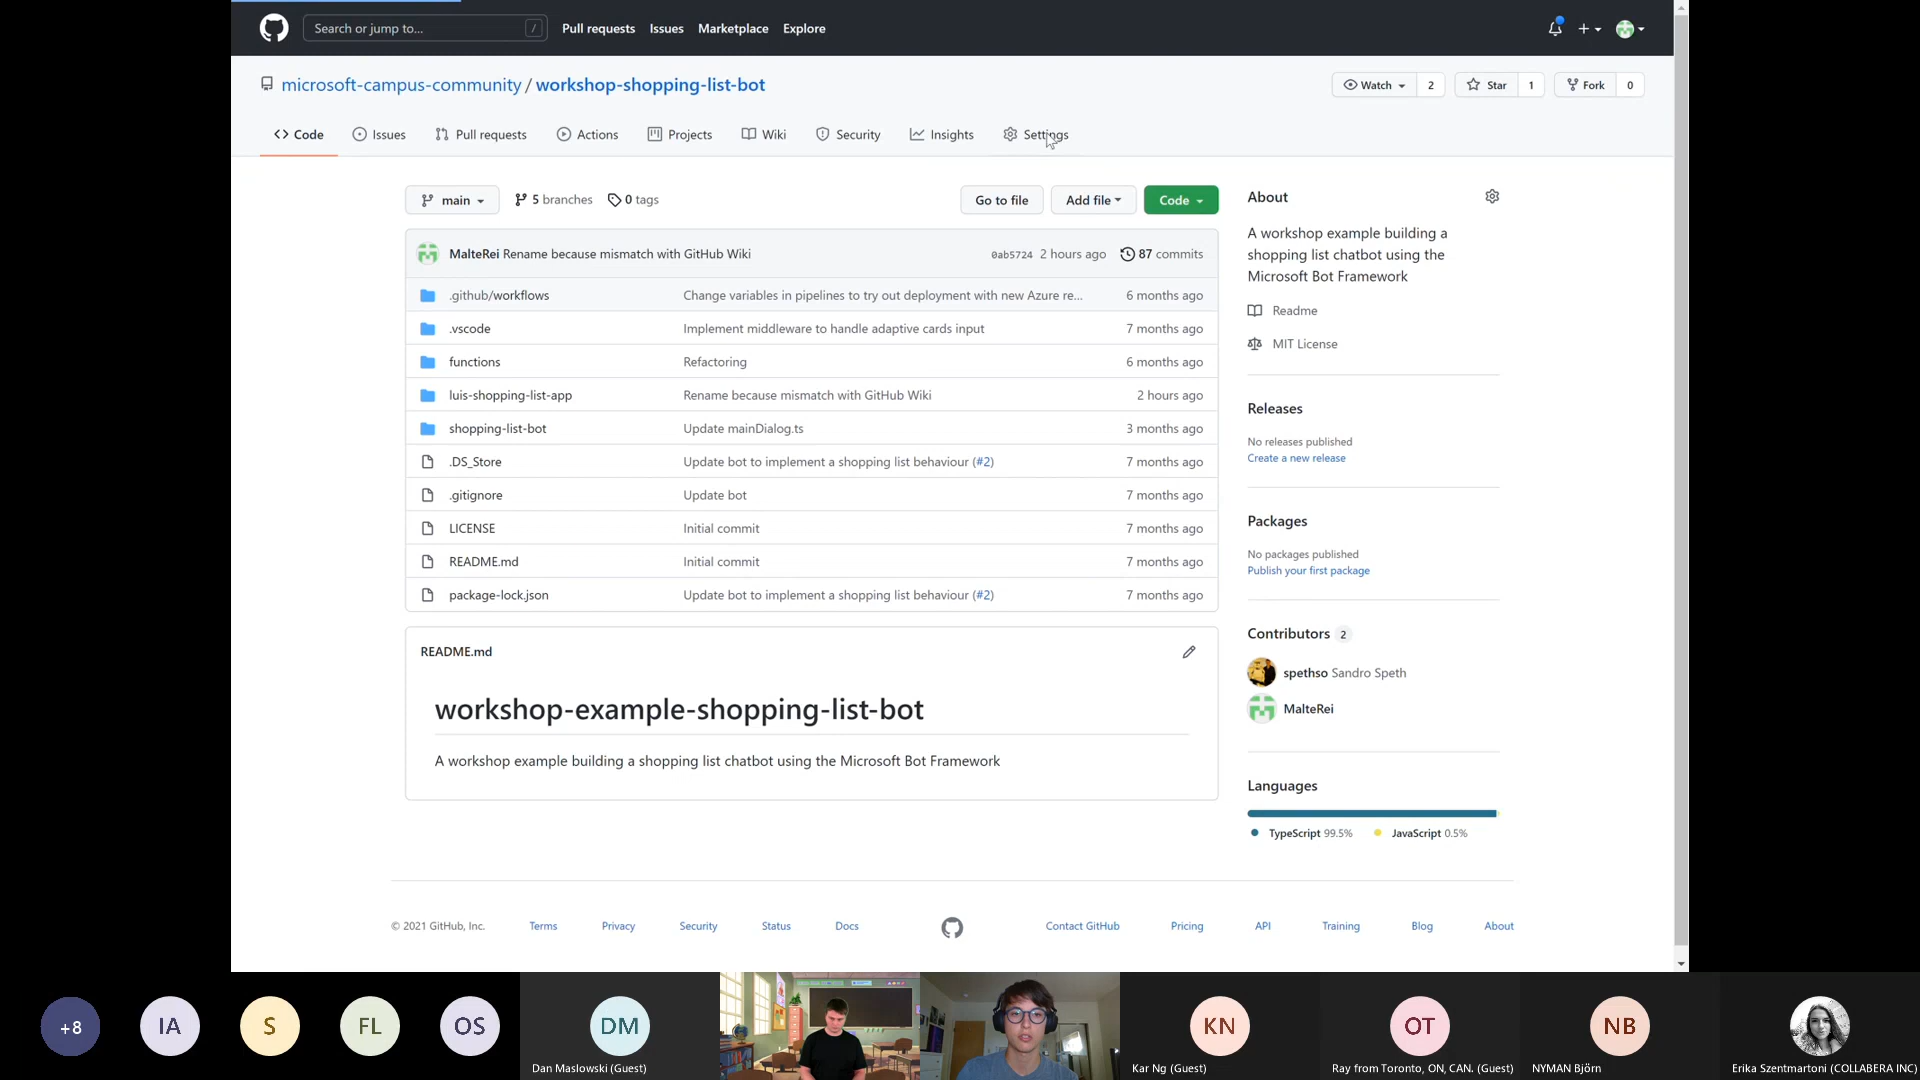 Search or jump to... /
Pull requests Issues Marketplace Explore
microsoft-campus-community / workshop-shopping-list-bot
Watch 2 Star 1 Fork 0
Code Issues Pull requests Actions Projects Wiki Security Insights Settings
main 5 branches 0 tags Go to file Add file Code
MalteRei Rename because mismatch with GitHub Wiki 0ab5724 2 hours ago 87 commits
.github/workflows Change variables in pipelines to try out deployment with new Azure re... 6 months ago
.vscode Implement middleware to handle adaptive cards input 7 months ago
functions Refactoring 6 months ago
luis-shopping-list-app Rename because mismatch with GitHub Wiki 2 hours ago
shopping-list-bot Update mainDialog.ts 3 months ago
.DS_Store Update bot to implement a shopping list behaviour (#2) 7 months ago
.gitignore Update bot 7 months ago
LICENSE Initial commit 7 months ago
README.md Initial commit 7 months ago
package-lock.json Update bot to implement a shopping list behaviour (#2) 7 months ago
README.md
workshop-example-shopping-list-bot
A workshop example building a shopping list chatbot using the Microsoft Bot Framework
About
A workshop example building a
shopping list chatbot using the
Microsoft Bot Framework
Readme
MIT License
Releases
No releases published
Create a new release
Packages
No packages published
Publish your first package
Contributors 2
spethso Sandro Speth
MalteRei
Languages
TypeScript 99.5% JavaScript 0.5%
© 2021 GitHub, Inc. Terms Privacy Security Status Docs Contact GitHub Pricing API Training Blog About
+8 IA S FL OS DM KN OT NB
Dan Maslowski (Guest) Kar Ng (Guest) Ray from Toronto, ON, CAN. (Guest) NYMAN Björn Erika Szentmartoni (COLLABERA INC)